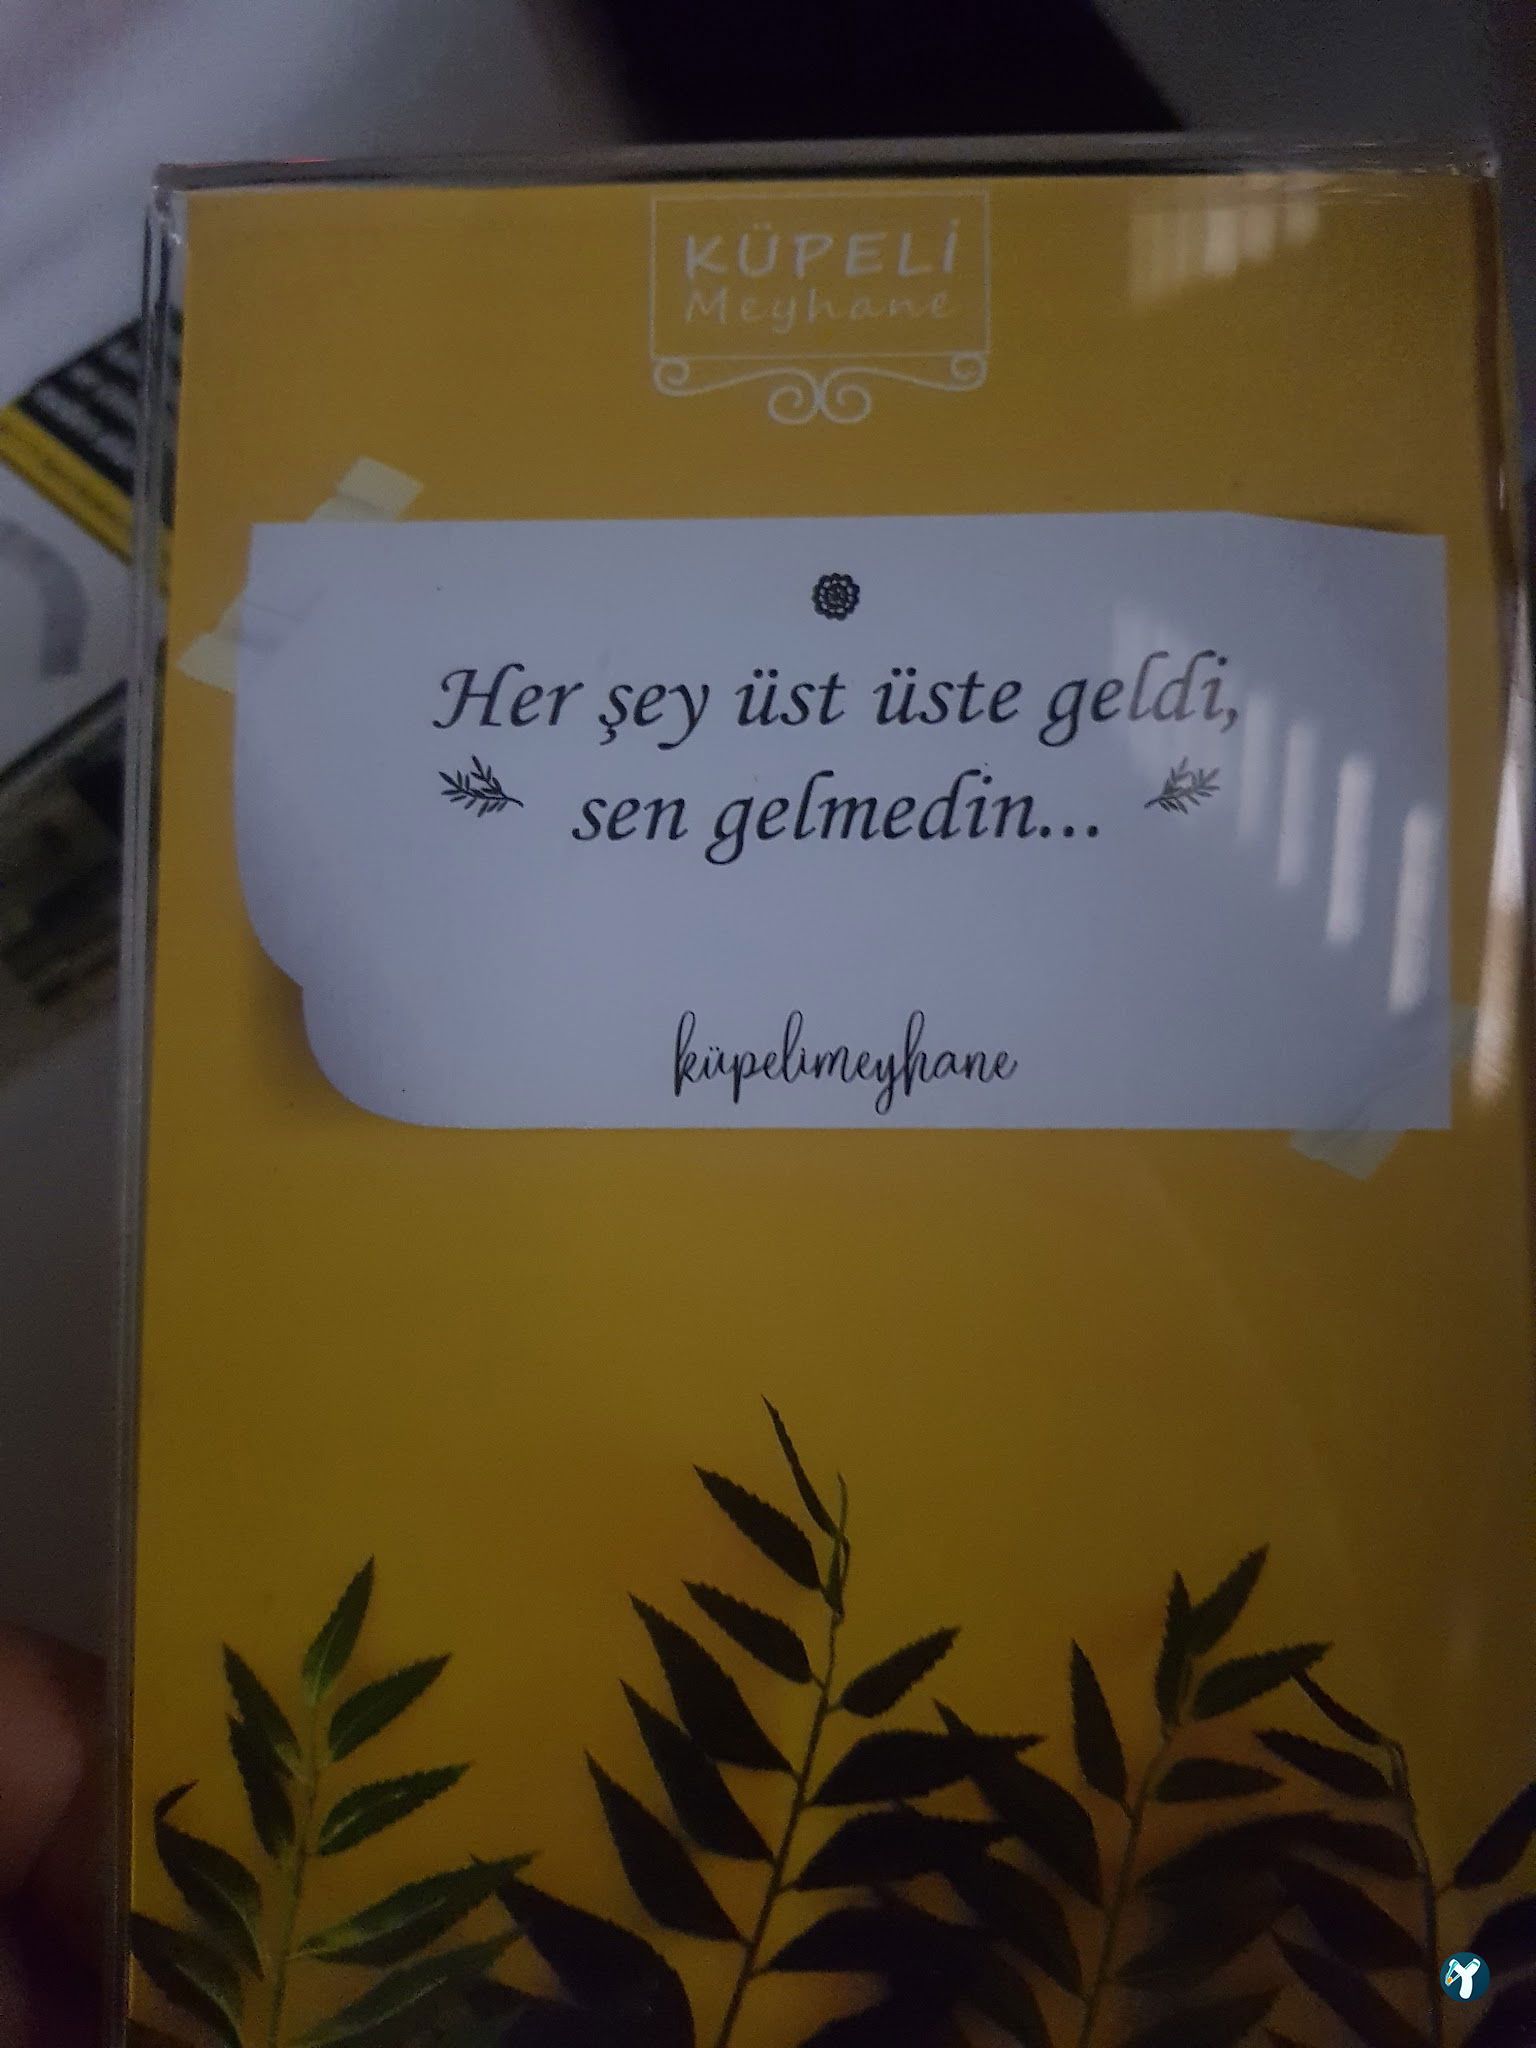 KÜPELİ
Meyhane
Her şey üst üste geldi,
sen gelmedin...
küpelimeyhane